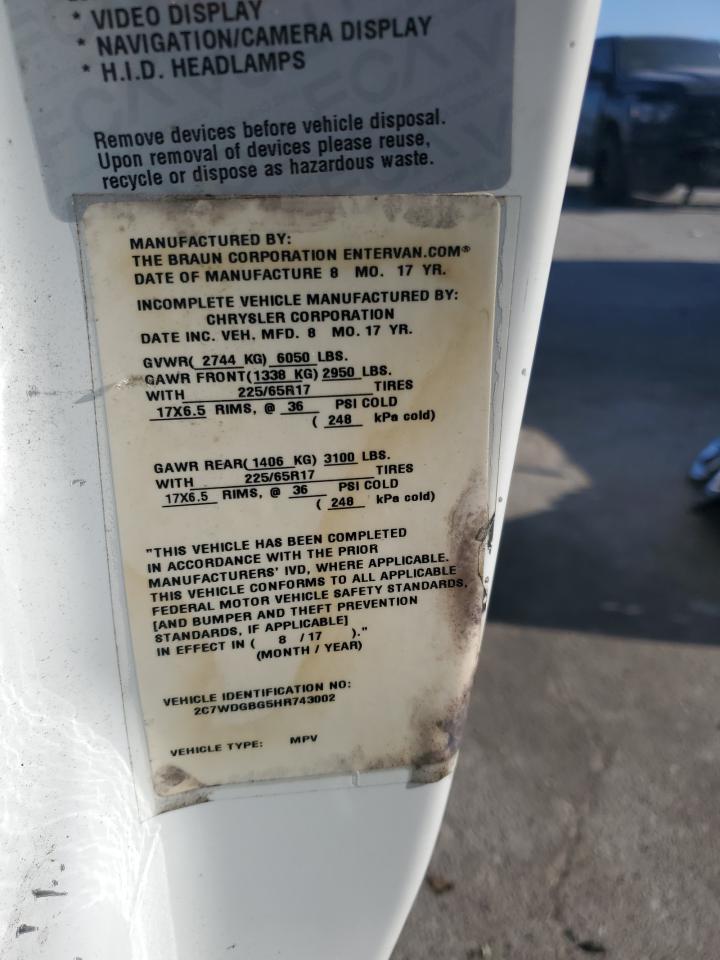 * VIDEO DISPLAY
* NAVIGATION/CAMERA DISPLAY
* H.I.D. HEADLAMPS
Remove devices before vehicle disposal.
Upon removal of devices please reuse,
recycle or dispose as hazardous waste.
MANUFACTURED BY:
THE BRAUN CORPORATION ENTERVAN.COM®
DATE OF MANUFACTURE 8 MO. 17 YR.
INCOMPLETE VEHICLE MANUFACTURED BY:
CHRYSLER CORPORATION
DATE INC. VEH. MFD. 8 MO. 17 YR.
GVWR( 2744 KG) 6050 LBS.
GAWR FRONT(1338 KG) 2950 LBS.
WITH 225/65R17 TIRES
17X6.5 RIMS, @ 36 PSI COLD
( 248 kPa cold)
GAWR REAR(1406 KG) 3100 LBS.
WITH 225/65R17 TIRES
17X6.5 RIMS, @ 36 PSI COLD
( 248 kPa cold)
"THIS VEHICLE HAS BEEN COMPLETED
IN ACCORDANCE WITH THE PRIOR
MANUFACTURERS' IVD, WHERE APPLICABLE.
THIS VEHICLE CONFORMS TO ALL APPLICABLE
FEDERAL MOTOR VEHICLE SAFETY STANDARDS,
[AND BUMPER AND THEFT PREVENTION
STANDARDS, IF APPLICABLE]
IN EFFECT IN ( 8 / 17 )."
(MONTH / YEAR)
VEHICLE IDENTIFICATION NO:
2C7WDGBG5HR743002
VEHICLE TYPE: MPV